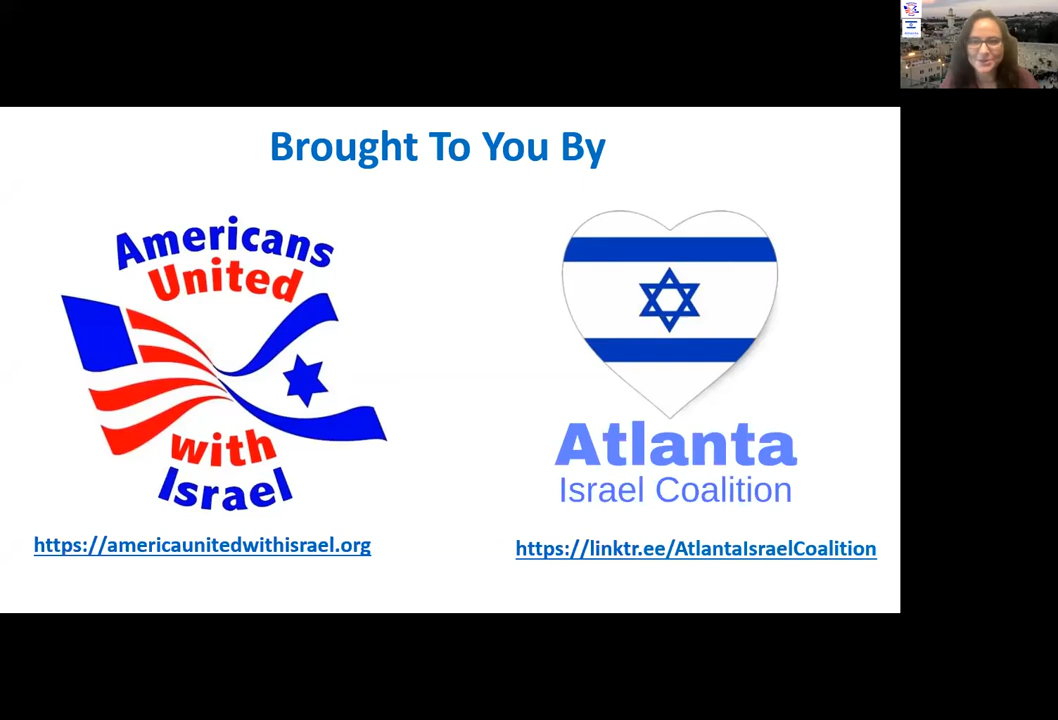 Brought To You By
Americans
United
with
Israel
https://americaunitedwithisrael.org
Atlanta
Israel Coalition
https://linktr.ee/AtlantaIsraelCoalition